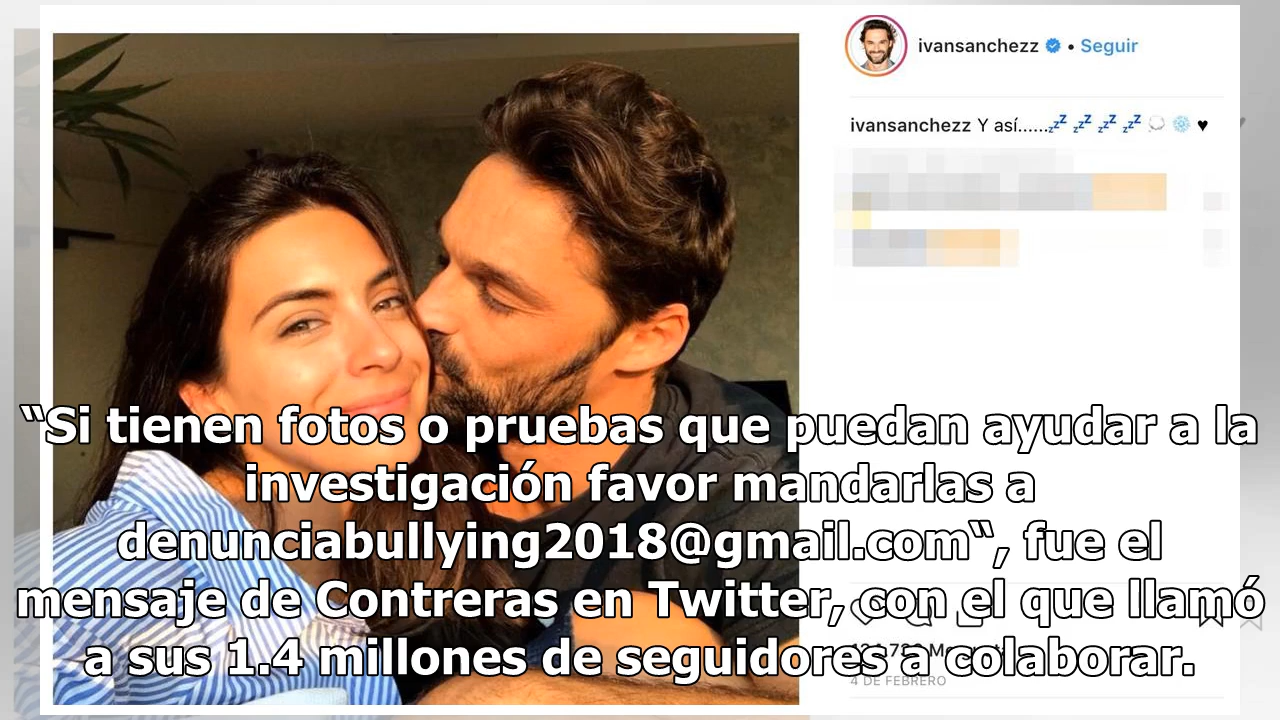 ivansanchezz • Seguir
ivansanchezz Y así......💤 💤 💤 💤 💭 ❄️ ♥
“Si tienen fotos o pruebas que puedan ayudar a la
investigación favor mandarlas a
denunciabullying2018@gmail.com“, fue el
mensaje de Contreras en Twitter, con el que llamó
a sus 1.4 millones de seguidores a colaborar.
4 DE FEBRERO